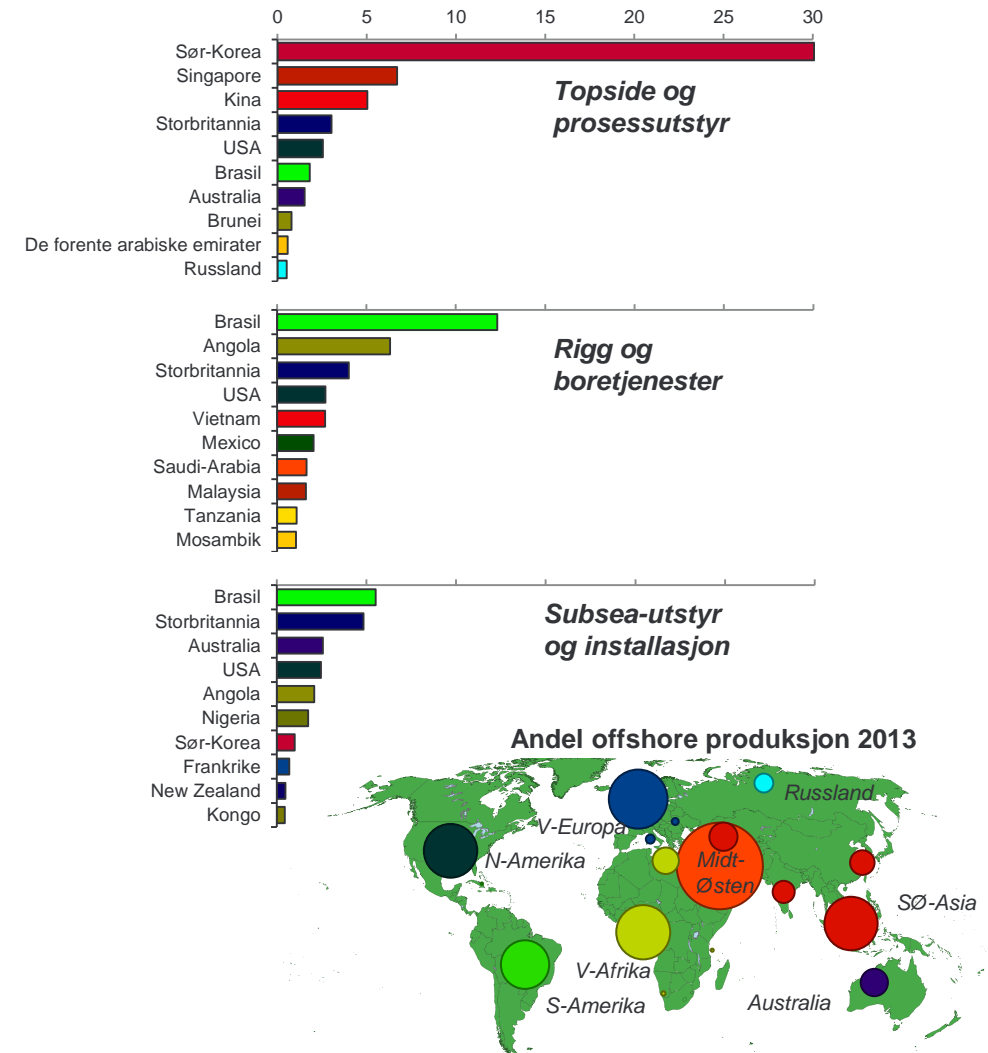 0 5 10 15 20 25 30
Sør-Korea
Singapore
Kina
Storbritannia
USA
Brasil
Australia
Brunei
De forente arabiske emirater
Russland
Topside og
prosessutstyr
Brasil
Angola
Storbritannia
USA
Vietnam
Mexico
Saudi-Arabia
Malaysia
Tanzania
Mosambik
Rigg og
boretjenester
Brasil
Storbritannia
Australia
USA
Angola
Nigeria
Sør-Korea
Frankrike
New Zealand
Kongo
Subsea-utstyr
og installasjon
Andel offshore produksjon 2013
Russland
V-Europa
N-Amerika
Midt-
Østen
SØ-Asia
V-Afrika
S-Amerika
Australia